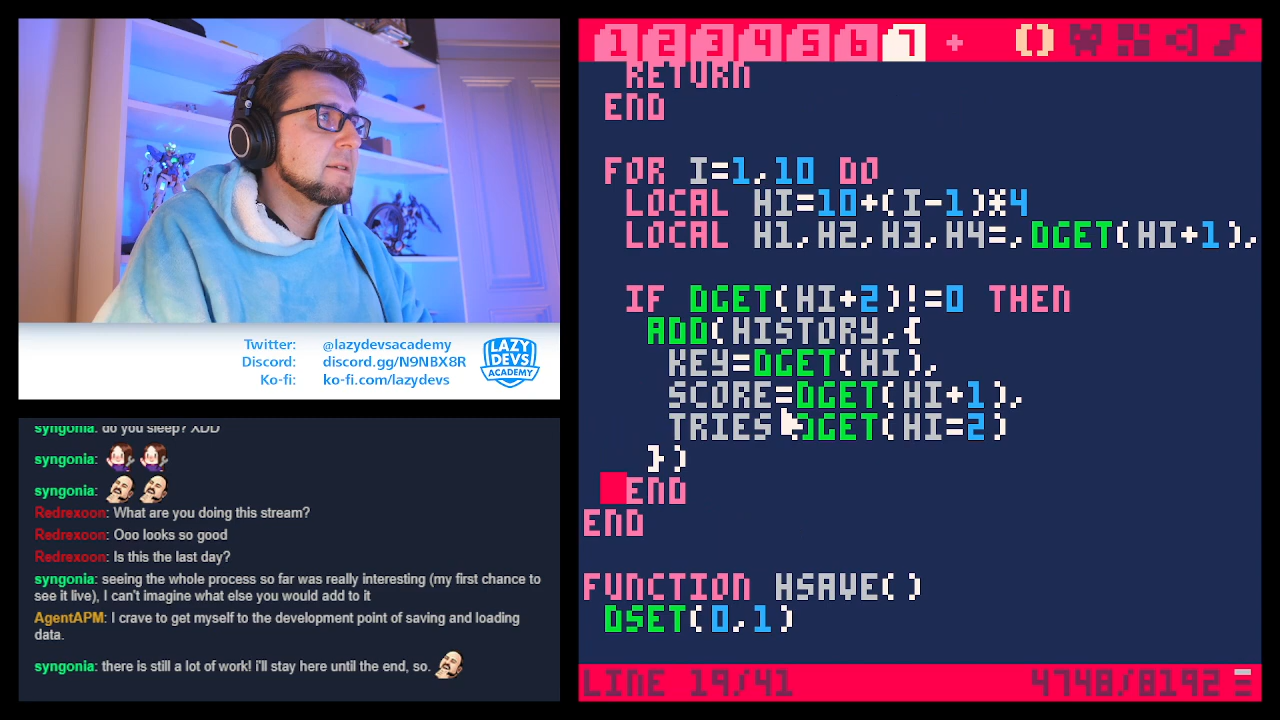 Twitter: @lazydevsacademy
Discord: discord.gg/N9NBX8R
Ko-fi: ko-fi.com/lazydevs
LAZY
DEVS
ACADEMY
syngonia: do you sleep? XDD
syngonia:
syngonia:
Redrexoon: What are you doing this stream?
Redrexoon: Ooo looks so good
Redrexoon: Is this the last day?
syngonia: seeing the whole process so far was really interesting (my first chance to
see it live), I can't imagine what else you would add to it
AgentAPM: I crave to get myself to the development point of saving and loading
data.
syngonia: there is still a lot of work! i'll stay here until the end, so.
1 2 3 4 5 6 7 + ()
RETURN
END
FOR I=1,10 DO
LOCAL HI=10+(I-1)*4
LOCAL H1,H2,H3,H4=,DGET(HI+1),
IF DGET(HI+2)!=0 THEN
ADD(HISTORY,{
KEY=DGET(HI),
SCORE=DGET(HI+1),
TRIES DGET(HI=2)
})
END
END
FUNCTION HSAVE()
DSET(0,1)
LINE 19/41 4748/8192